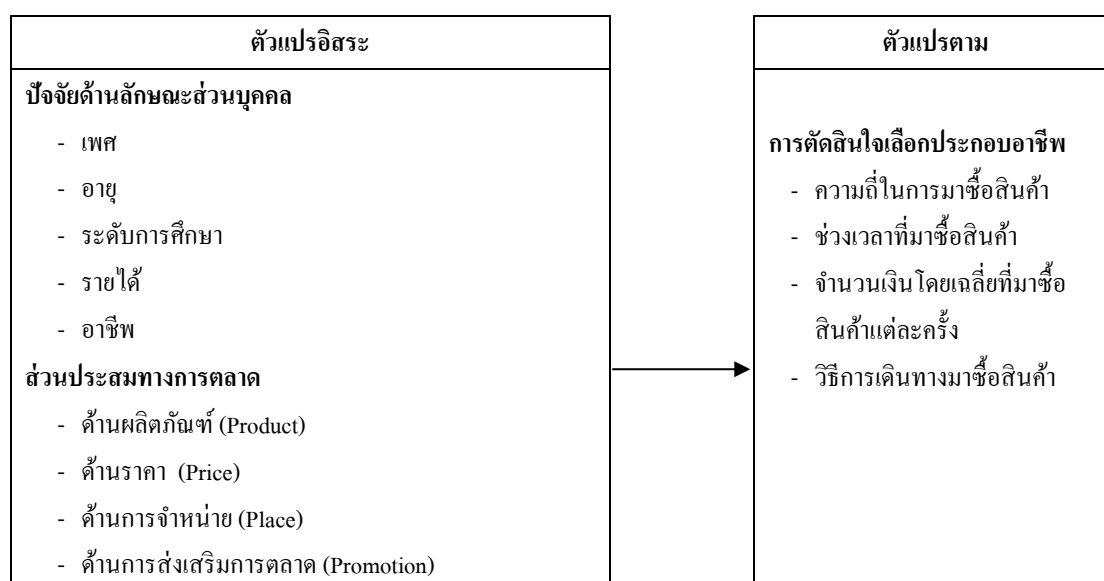 ตัวแปรอิสระ
ปัจจัยด้านลักษณะส่วนบุคคล
- เพศ
- อายุ
- ระดับการศึกษา
- รายได้
- อาชีพ
ส่วนประสมทางการตลาด
- ด้านผลิตภัณฑ์ (Product)
- ด้านราคา (Price)
- ด้านการจำหน่าย (Place)
- ด้านการส่งเสริมการตลาด (Promotion)
ตัวแปรตาม
การตัดสินใจเลือกประกอบอาชีพ
- ความถี่ในการมาซื้อสินค้า
- ช่วงเวลาที่มาซื้อสินค้า
- จำนวนเงินโดยเฉลี่ยที่มาซื้อ
สินค้าแต่ละครั้ง
- วิธีการเดินทางมาซื้อสินค้า